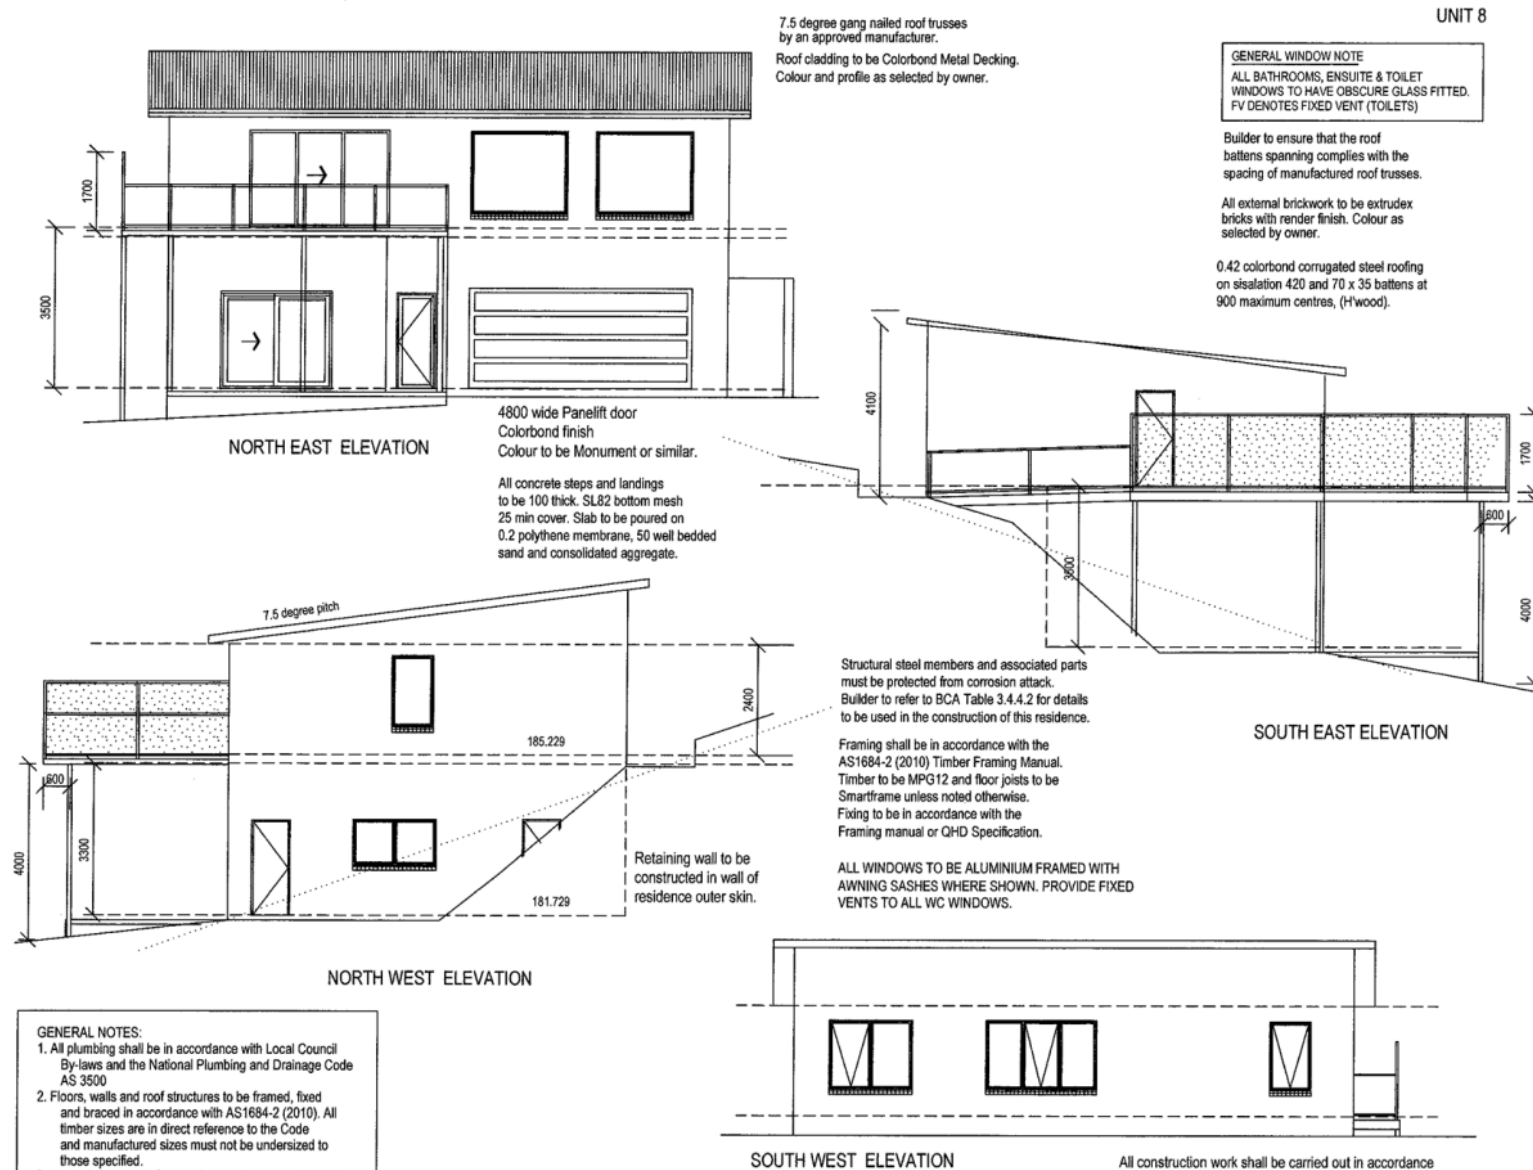 UNIT 8
7.5 degree gang nailed roof trusses
by an approved manufacturer.
Roof cladding to be Colorbond Metal Decking.
Colour and profile as selected by owner.
GENERAL WINDOW NOTE
ALL BATHROOMS, ENSUITE & TOILET
WINDOWS TO HAVE OBSCURE GLASS FITTED.
FV DENOTES FIXED VENT (TOILETS)
Builder to ensure that the roof
battens spanning complies with the
spacing of manufactured roof trusses.
All external brickwork to be extrudex
bricks with render finish. Colour as
selected by owner.
0.42 colorbond corrugated steel roofing
on sisalation 420 and 70 x 35 battens at
900 maximum centres, (H'wood).
1700
3500
NORTH EAST ELEVATION
4800 wide Panelift door
Colorbond finish
Colour to be Monument or similar.
All concrete steps and landings
to be 100 thick. SL82 bottom mesh
25 min cover. Slab to be poured on
0.2 polythene membrane, 50 well bedded
sand and consolidated aggregate.
4100
1700
600
4000
SOUTH EAST ELEVATION
7.5 degree pitch
2400
185.229
600
4000
3300
181.729
Retaining wall to be
constructed in wall of
residence outer skin.
NORTH WEST ELEVATION
Structural steel members and associated parts
must be protected from corrosion attack.
Builder to refer to BCA Table 3.4.4.2 for details
to be used in the construction of this residence.
Framing shall be in accordance with the
AS1684-2 (2010) Timber Framing Manual.
Timber to be MPG12 and floor joists to be
Smartframe unless noted otherwise.
Fixing to be in accordance with the
Framing manual or QHD Specification.
ALL WINDOWS TO BE ALUMINIUM FRAMED WITH
AWNING SASHES WHERE SHOWN. PROVIDE FIXED
VENTS TO ALL WC WINDOWS.
GENERAL NOTES:
1. All plumbing shall be in accordance with Local Council
By-laws and the National Plumbing and Drainage Code
AS 3500
2. Floors, walls and roof structures to be framed, fixed
and braced in accordance with AS1684-2 (2010). All
timber sizes are in direct reference to the Code
and manufactured sizes must not be undersized to
those specified.
SOUTH WEST ELEVATION
All construction work shall be carried out in accordance